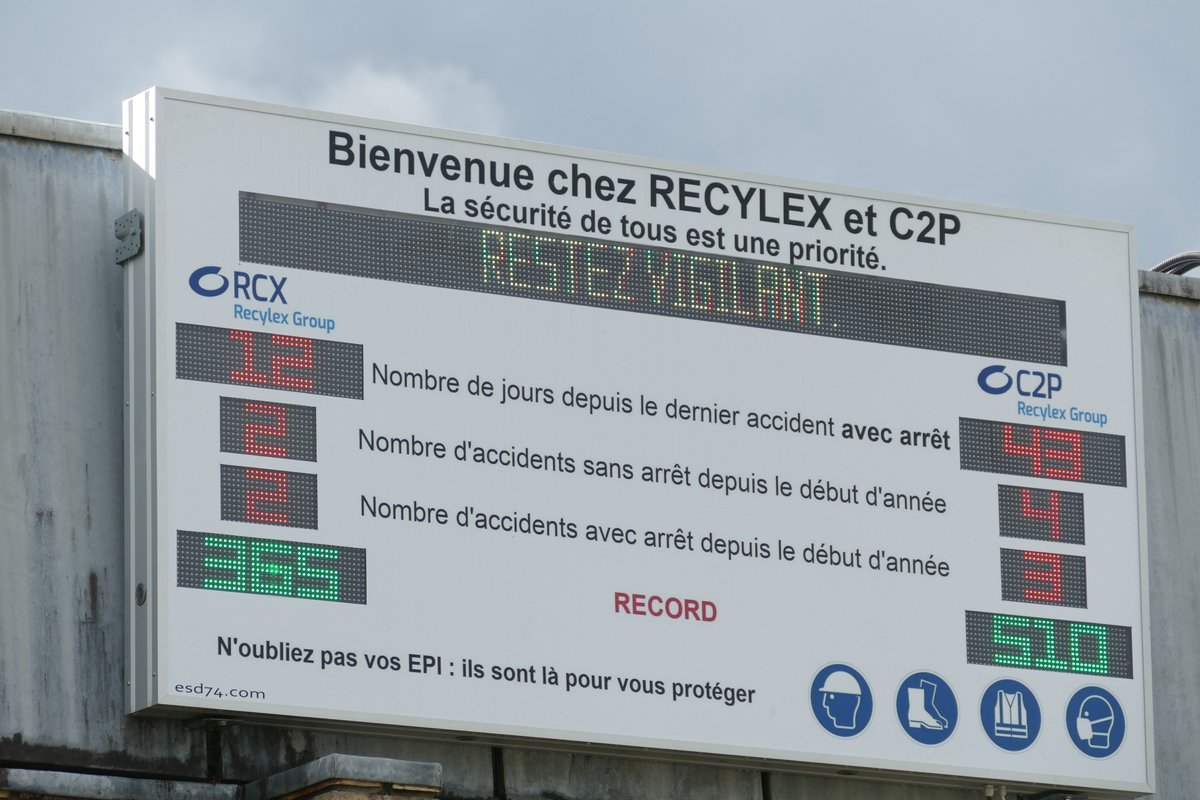 Bienvenue chez RECYLEX et C2P
La sécurité de tous est une priorité.
RESTEZ VIGILANT.
RCX
Recylex Group
C2P
Recylex Group
12 Nombre de jours depuis le dernier accident avec arrêt 43
2 Nombre d'accidents sans arrêt depuis le début d'année 4
2 Nombre d'accidents avec arrêt depuis le début d'année 3
365 RECORD 510
N'oubliez pas vos EPI : ils sont là pour vous protéger
esd74.com